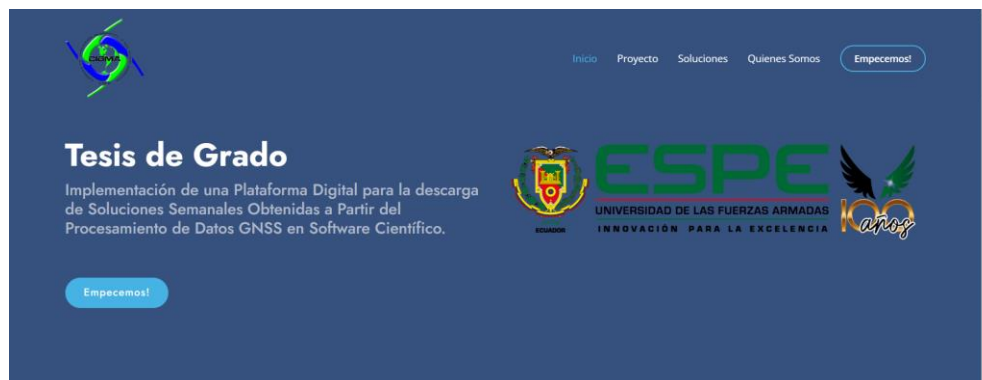 CIGMA
Inicio Proyecto Soluciones Quienes Somos Empecemos!
Tesis de Grado
Implementación de una Plataforma Digital para la descarga
de Soluciones Semanales Obtenidas a Partir del
Procesamiento de Datos GNSS en Software Científico.
Empecemos!
ESPE
UNIVERSIDAD DE LAS FUERZAS ARMADAS
INNOVACIÓN PARA LA EXCELENCIA
ECUADOR
100 años